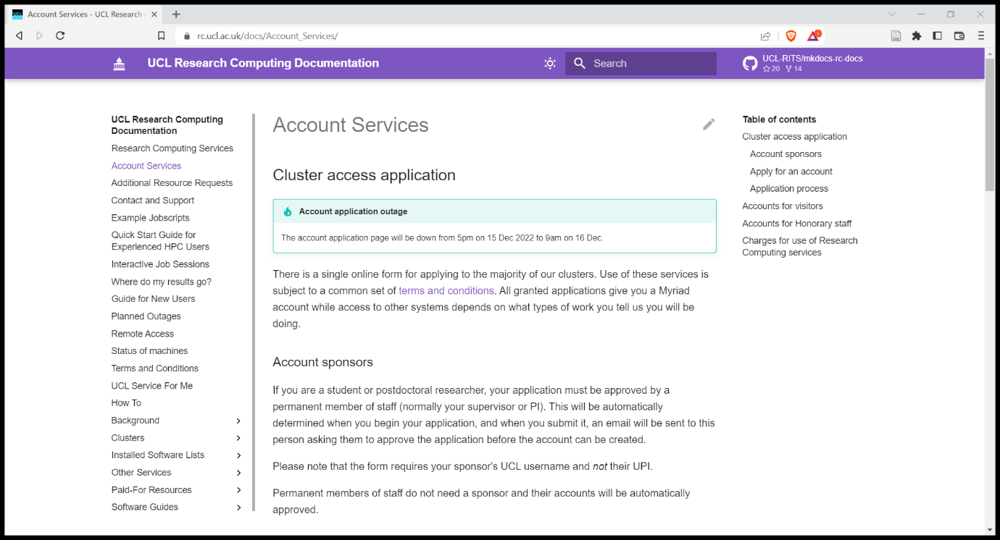 UCL
Account Services - UCL Research
rc.ucl.ac.uk/docs/Account_Services/
1
UCL Research Computing Documentation
Search
UCL-RITS/mkdocs-rc-docs
20 14
UCL Research Computing
Documentation
Research Computing Services
Account Services
Additional Resource Requests
Contact and Support
Example Jobscripts
Quick Start Guide for
Experienced HPC Users
Interactive Job Sessions
Where do my results go?
Guide for New Users
Planned Outages
Remote Access
Status of machines
Terms and Conditions
UCL Service For Me
How To
Background
Clusters
Installed Software Lists
Other Services
Paid-For Resources
Software Guides
Account Services
Cluster access application
Account application outage
The account application page will be down from 5pm on 15 Dec 2022 to 9am on 16 Dec.
There is a single online form for applying to the majority of our clusters. Use of these services is
subject to a common set of terms and conditions. All granted applications give you a Myriad
account while access to other systems depends on what types of work you tell us you will be
doing.
Account sponsors
If you are a student or postdoctoral researcher, your application must be approved by a
permanent member of staff (normally your supervisor or PI). This will be automatically
determined when you begin your application, and when you submit it, an email will be sent to this
person asking them to approve the application before the account can be created.
Please note that the form requires your sponsor's UCL username and not their UPI.
Permanent members of staff do not need a sponsor and their accounts will be automatically
approved.
Table of contents
Cluster access application
Account sponsors
Apply for an account
Application process
Accounts for visitors
Accounts for Honorary staff
Charges for use of Research
Computing services